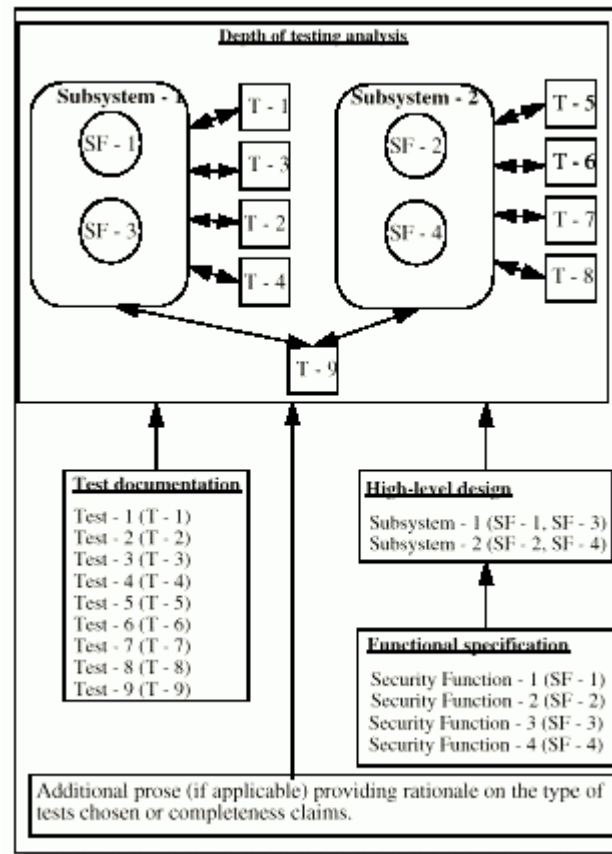 Depth of testing analysis
Subsystem - 1
SF - 1
SF - 3
T - 1
T - 3
T - 2
T - 4
Subsystem - 2
SF - 2
SF - 4
T - 5
T - 6
T - 7
T - 8
T - 9
Test documentation
Test - 1 (T - 1)
Test - 2 (T - 2)
Test - 3 (T - 3)
Test - 4 (T - 4)
Test - 5 (T - 5)
Test - 6 (T - 6)
Test - 7 (T - 7)
Test - 8 (T - 8)
Test - 9 (T - 9)
High-level design
Subsystem - 1 (SF - 1, SF - 3)
Subsystem - 2 (SF - 2, SF - 4)
Functional specification
Security Function - 1 (SF - 1)
Security Function - 2 (SF - 2)
Security Function - 3 (SF - 3)
Security Function - 4 (SF - 4)
Additional prose (if applicable) providing rationale on the type of
tests chosen or completeness claims.